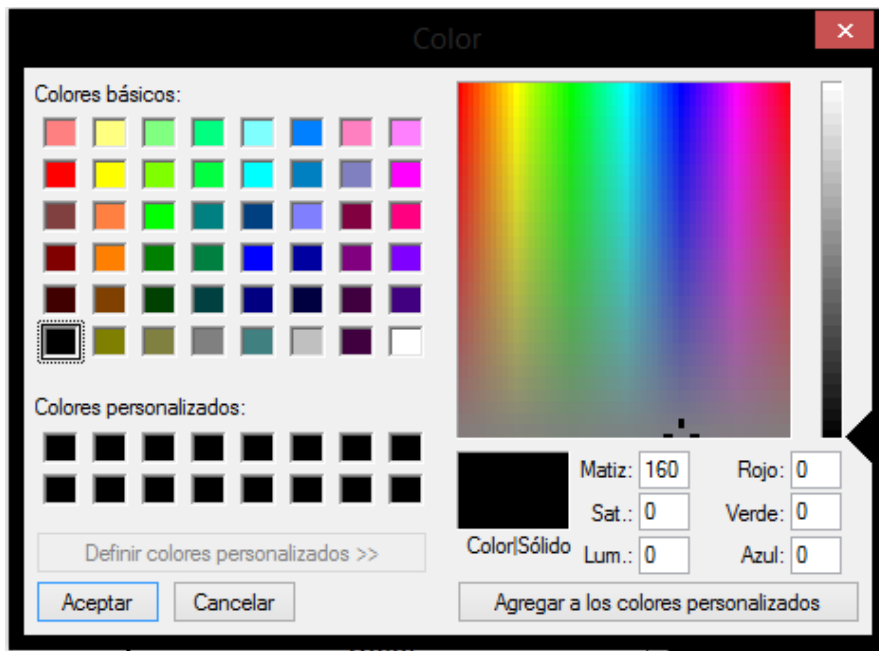 Color
Colores básicos:
Colores personalizados:
Definir colores personalizados >>
Aceptar Cancelar
Color|Sólido
Matiz: 160 Rojo: 0
Sat.: 0 Verde: 0
Lum.: 0 Azul: 0
Agregar a los colores personalizados